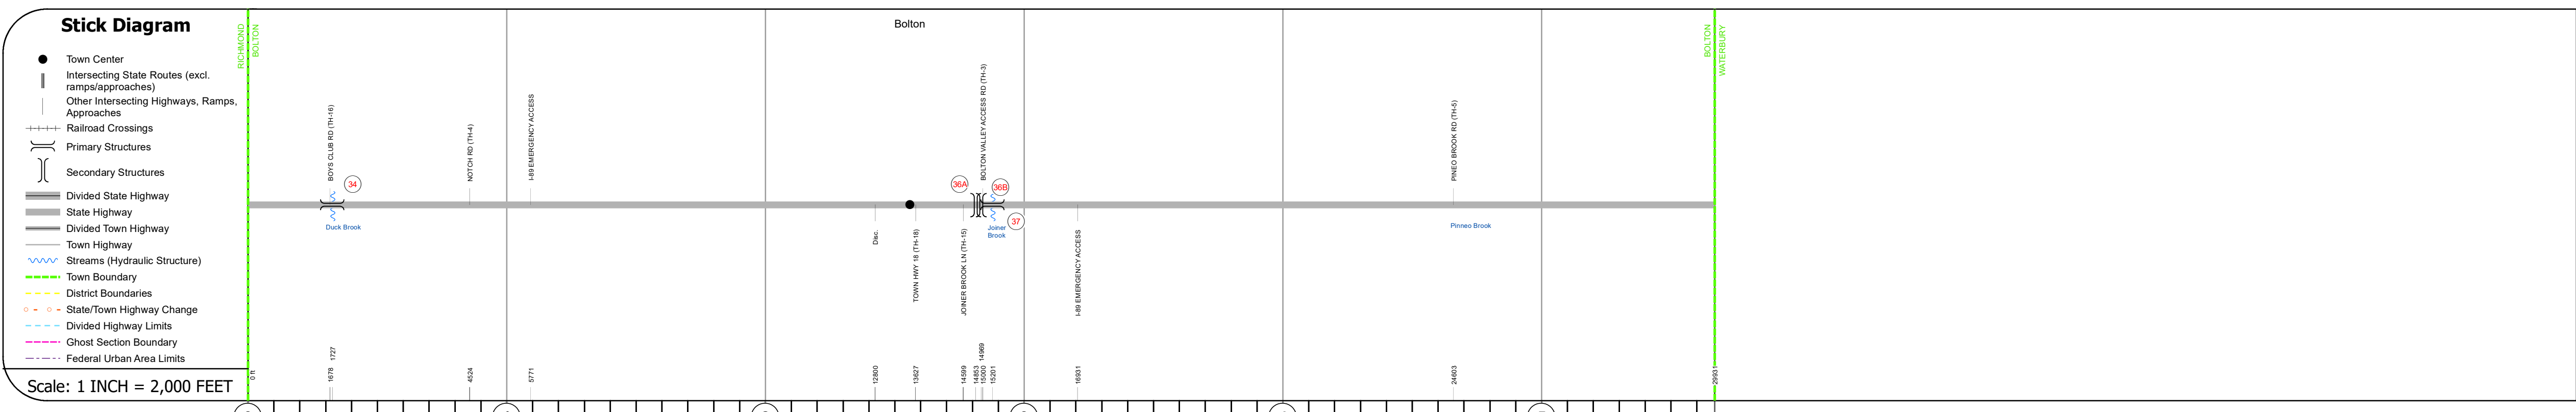 Stick Diagram
Town Center
Intersecting State Routes (excl.
ramps/approaches)
Other Intersecting Highways, Ramps,
Approaches
Railroad Crossings
Primary Structures
Secondary Structures
Divided State Highway
State Highway
Divided Town Highway
Town Highway
Streams (Hydraulic Structure)
Town Boundary
District Boundaries
State/Town Highway Change
Divided Highway Limits
Ghost Section Boundary
Federal Urban Area Limits
Scale: 1 INCH = 2,000 FEET
RICHMOND
BOLTON
Bolton
BOLTON
WATERBURY
BOYS CLUB RD (TH-16)
NOTCH RD (TH-4)
I-89 EMERGENCY ACCESS
BOLTON VALLEY ACCESS RD (TH-3)
PINEO BROOK RD (TH-5)
34
36A
36B
37
Duck Brook
Joiner
Brook
Pinneo Brook
Disc.
TOWN HWY 18 (TH-18)
JOINER BROOK LN (TH-15)
I-89 EMERGENCY ACCESS
0 ft
1678
1727
4524
5771
12800
13627
14599
14853
14969
15000
15201
16931
24603
29931